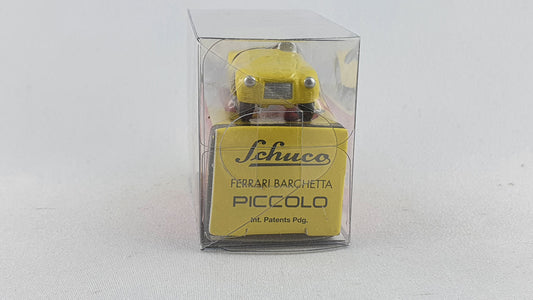 Schuco
FERRARI BARCHETTA
PICCOLO
Int. Patents Pdg.